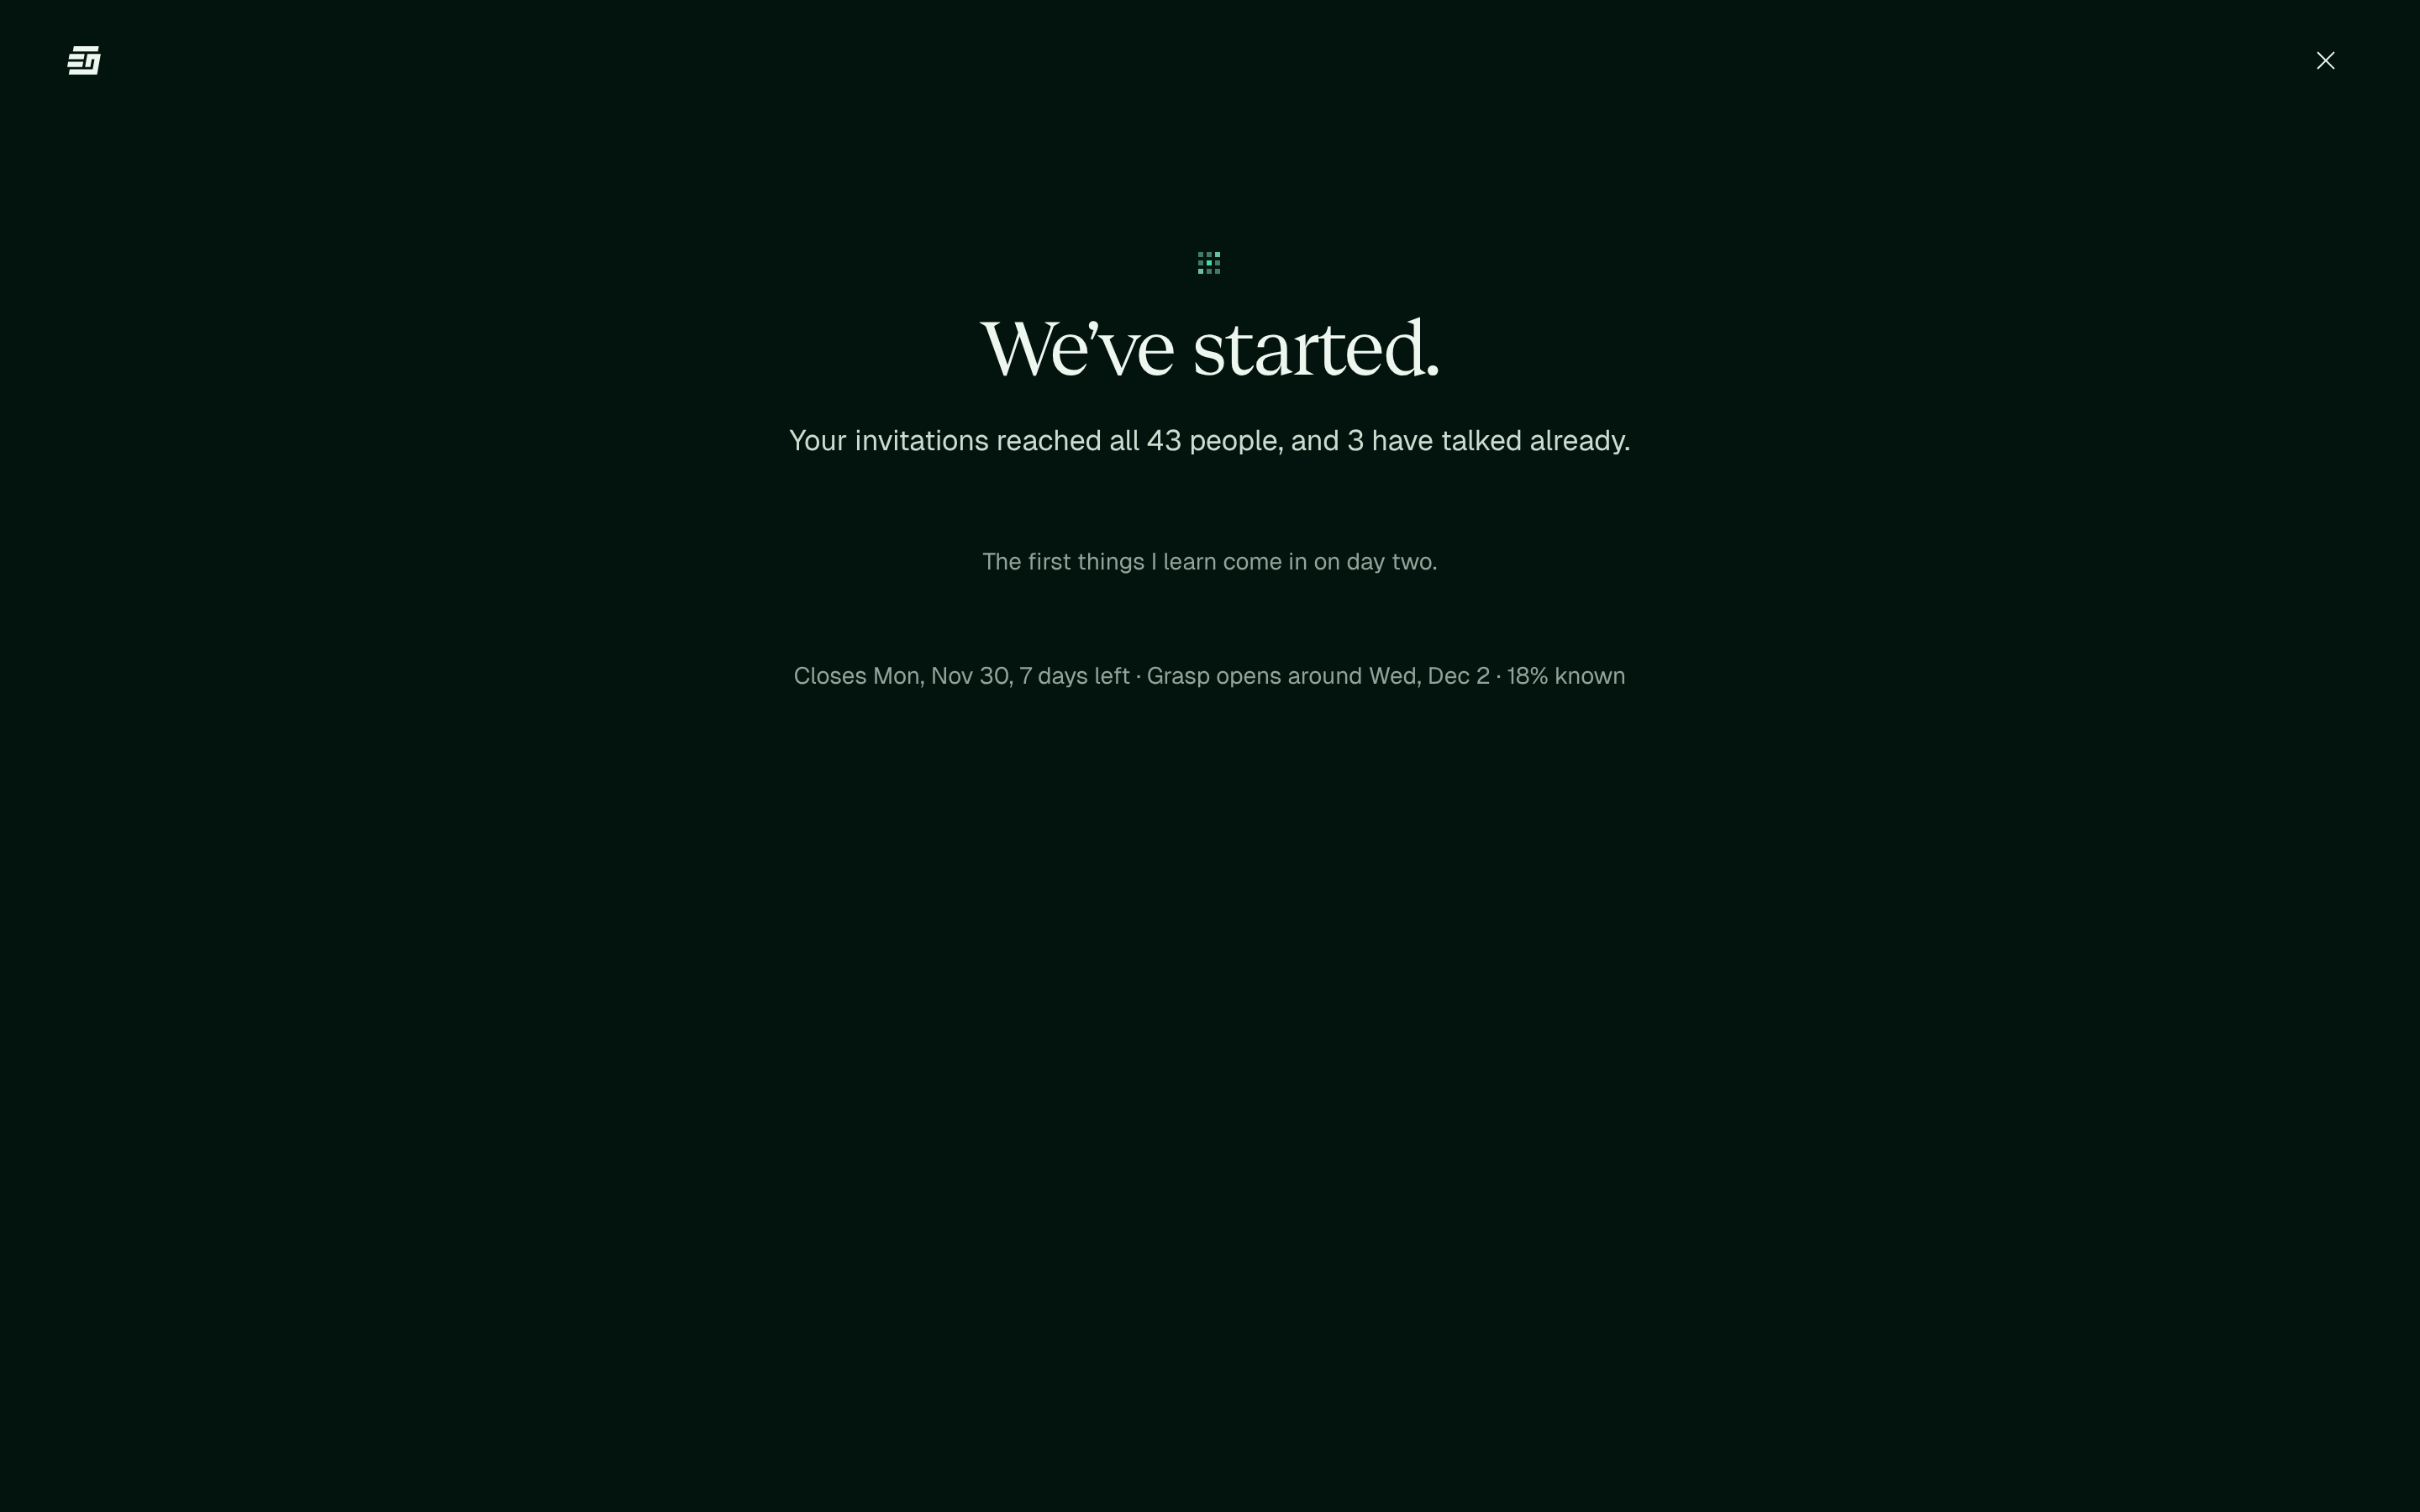 We’ve started.
Your invitations reached all 43 people, and 3 have talked already.
The first things I learn come in on day two.
Closes Mon, Nov 30, 7 days left · Grasp opens around Wed, Dec 2 · 18% known